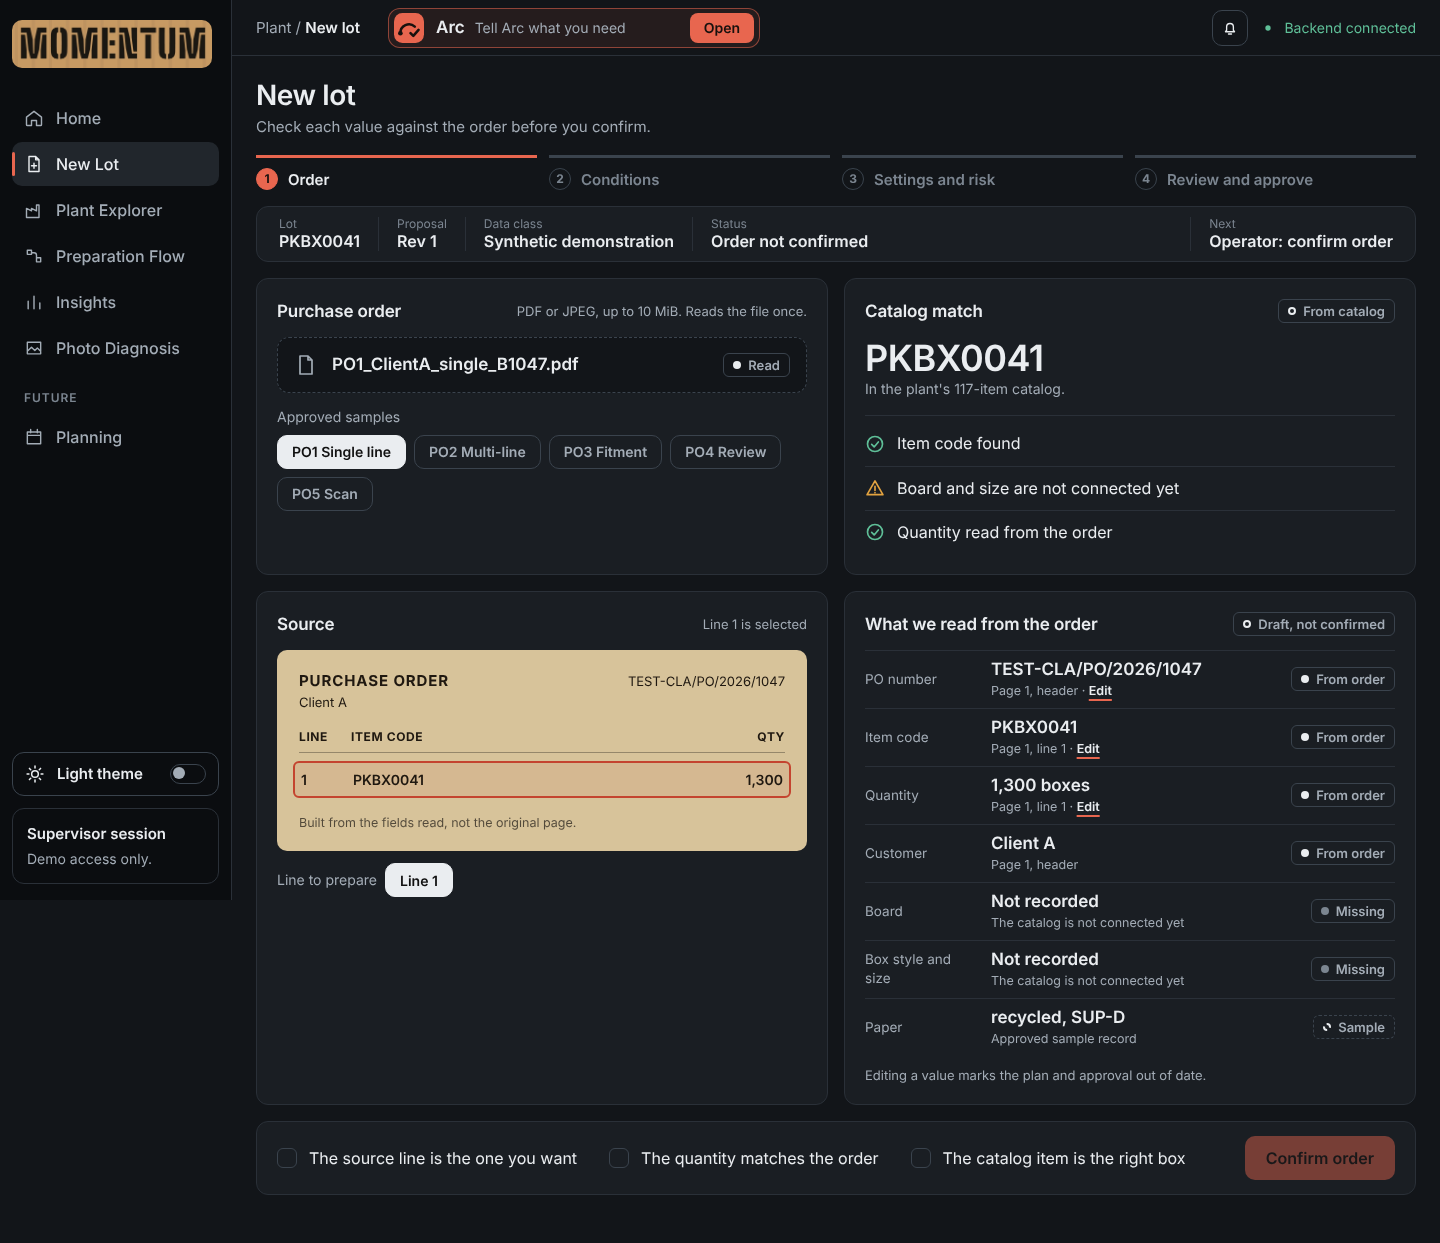 MOMENTUM
Plant / New lot
Arc Tell Arc what you need Open
Backend connected
Home
New Lot
Plant Explorer
Preparation Flow
Insights
Photo Diagnosis
FUTURE
Planning
Light theme
Supervisor session
Demo access only.
New lot
Check each value against the order before you confirm.
1 Order
2 Conditions
3 Settings and risk
4 Review and approve
Lot
PKBX0041
Proposal
Rev 1
Data class
Synthetic demonstration
Status
Order not confirmed
Next
Operator: confirm order
Purchase order
PDF or JPEG, up to 10 MiB. Reads the file once.
PO1_ClientA_single_B1047.pdf
Read
Approved samples
PO1 Single line
PO2 Multi-line
PO3 Fitment
PO4 Review
PO5 Scan
Catalog match
From catalog
PKBX0041
In the plant's 117-item catalog.
Item code found
Board and size are not connected yet
Quantity read from the order
Source
Line 1 is selected
PURCHASE ORDER
TEST-CLA/PO/2026/1047
Client A
LINE ITEM CODE QTY
1 PKBX0041 1,300
Built from the fields read, not the original page.
Line to prepare Line 1
What we read from the order
Draft, not confirmed
PO number
TEST-CLA/PO/2026/1047
Page 1, header · Edit
From order
Item code
PKBX0041
Page 1, line 1 · Edit
From order
Quantity
1,300 boxes
Page 1, line 1 · Edit
From order
Customer
Client A
Page 1, header
From order
Board
Not recorded
The catalog is not connected yet
Missing
Box style and
size
Not recorded
The catalog is not connected yet
Missing
Paper
recycled, SUP-D
Approved sample record
Sample
Editing a value marks the plan and approval out of date.
The source line is the one you want
The quantity matches the order
The catalog item is the right box
Confirm order